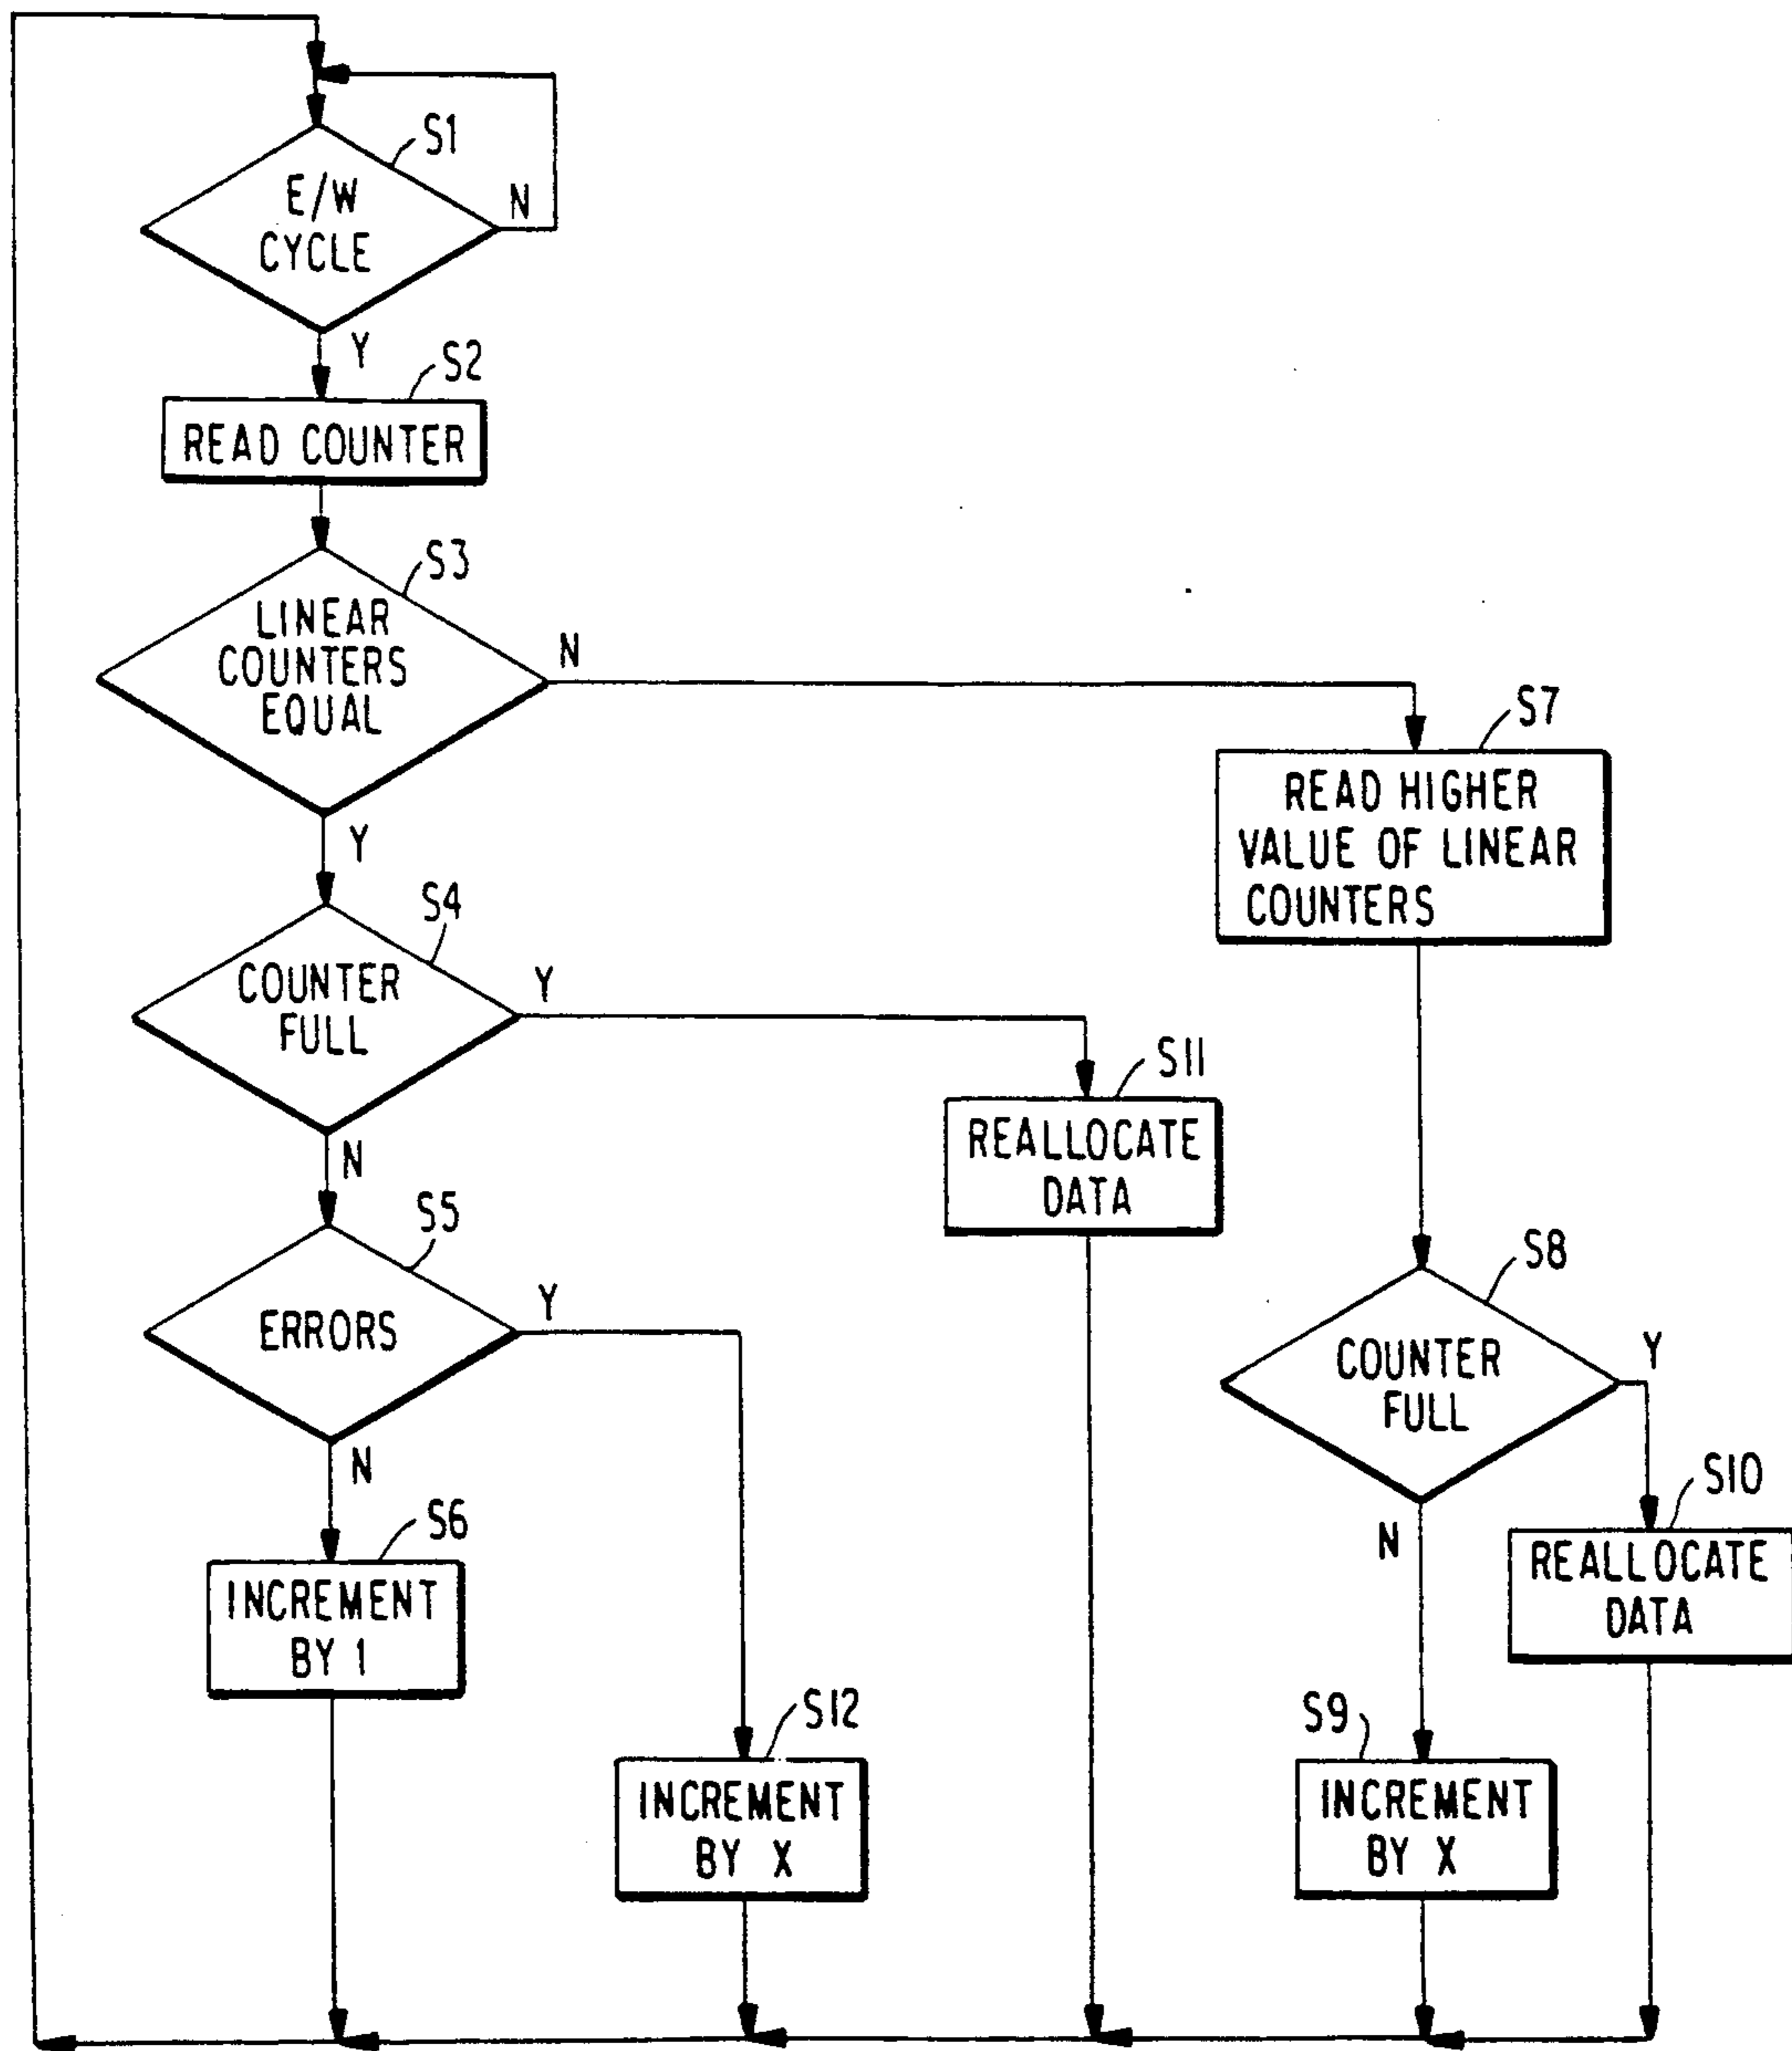 S1
E/W
CYCLE
N
Y
S2
READ COUNTER
S3
LINEAR
COUNTERS
EQUAL
N
Y
S7
READ HIGHER
VALUE OF LINEAR
COUNTERS
S4
COUNTER
FULL
Y
N
S11
REALLOCATE
DATA
S5
ERRORS
Y
N
S8
COUNTER
FULL
Y
N
S10
REALLOCATE
DATA
S6
INCREMENT
BY 1
S12
INCREMENT
BY X
S9
INCREMENT
BY X